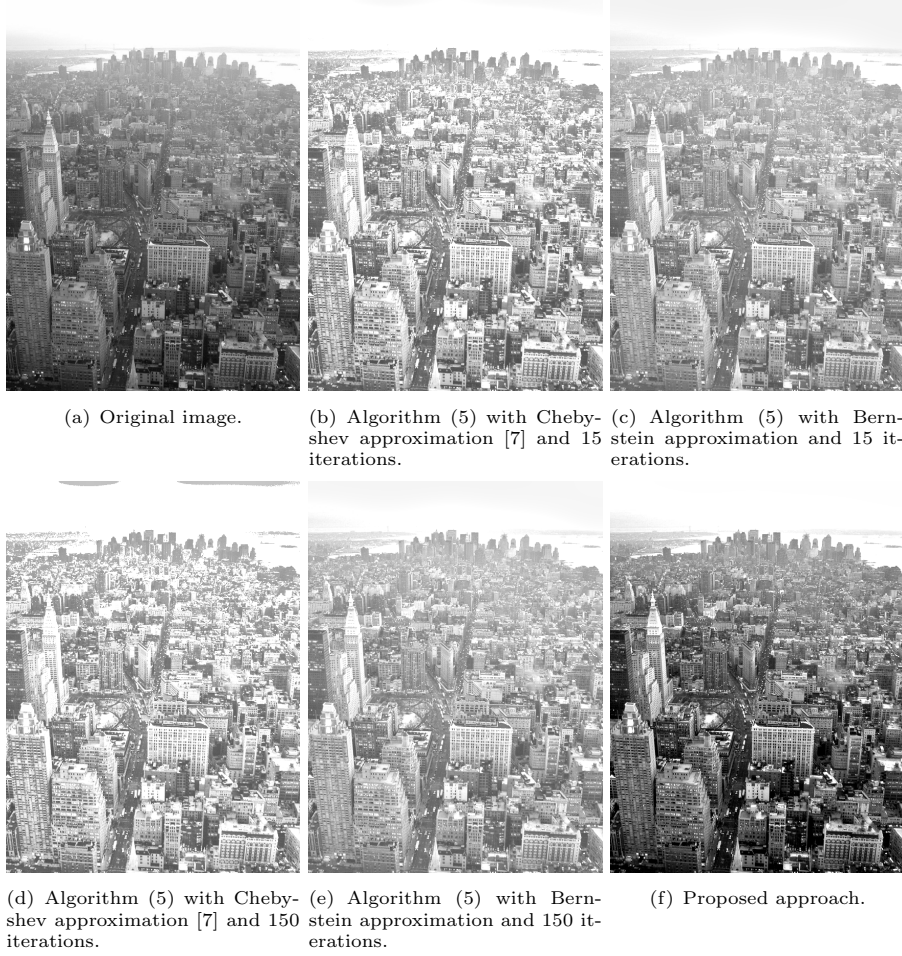 (a) Original image.
(b) Algorithm (5) with Cheby-
shev approximation [7] and 15
iterations.
(c) Algorithm (5) with Bern-
stein approximation and 15 it-
erations.
(d) Algorithm (5) with Cheby-
shev approximation [7] and 150
iterations.
(e) Algorithm (5) with Bern-
stein approximation and 150 it-
erations.
(f) Proposed approach.